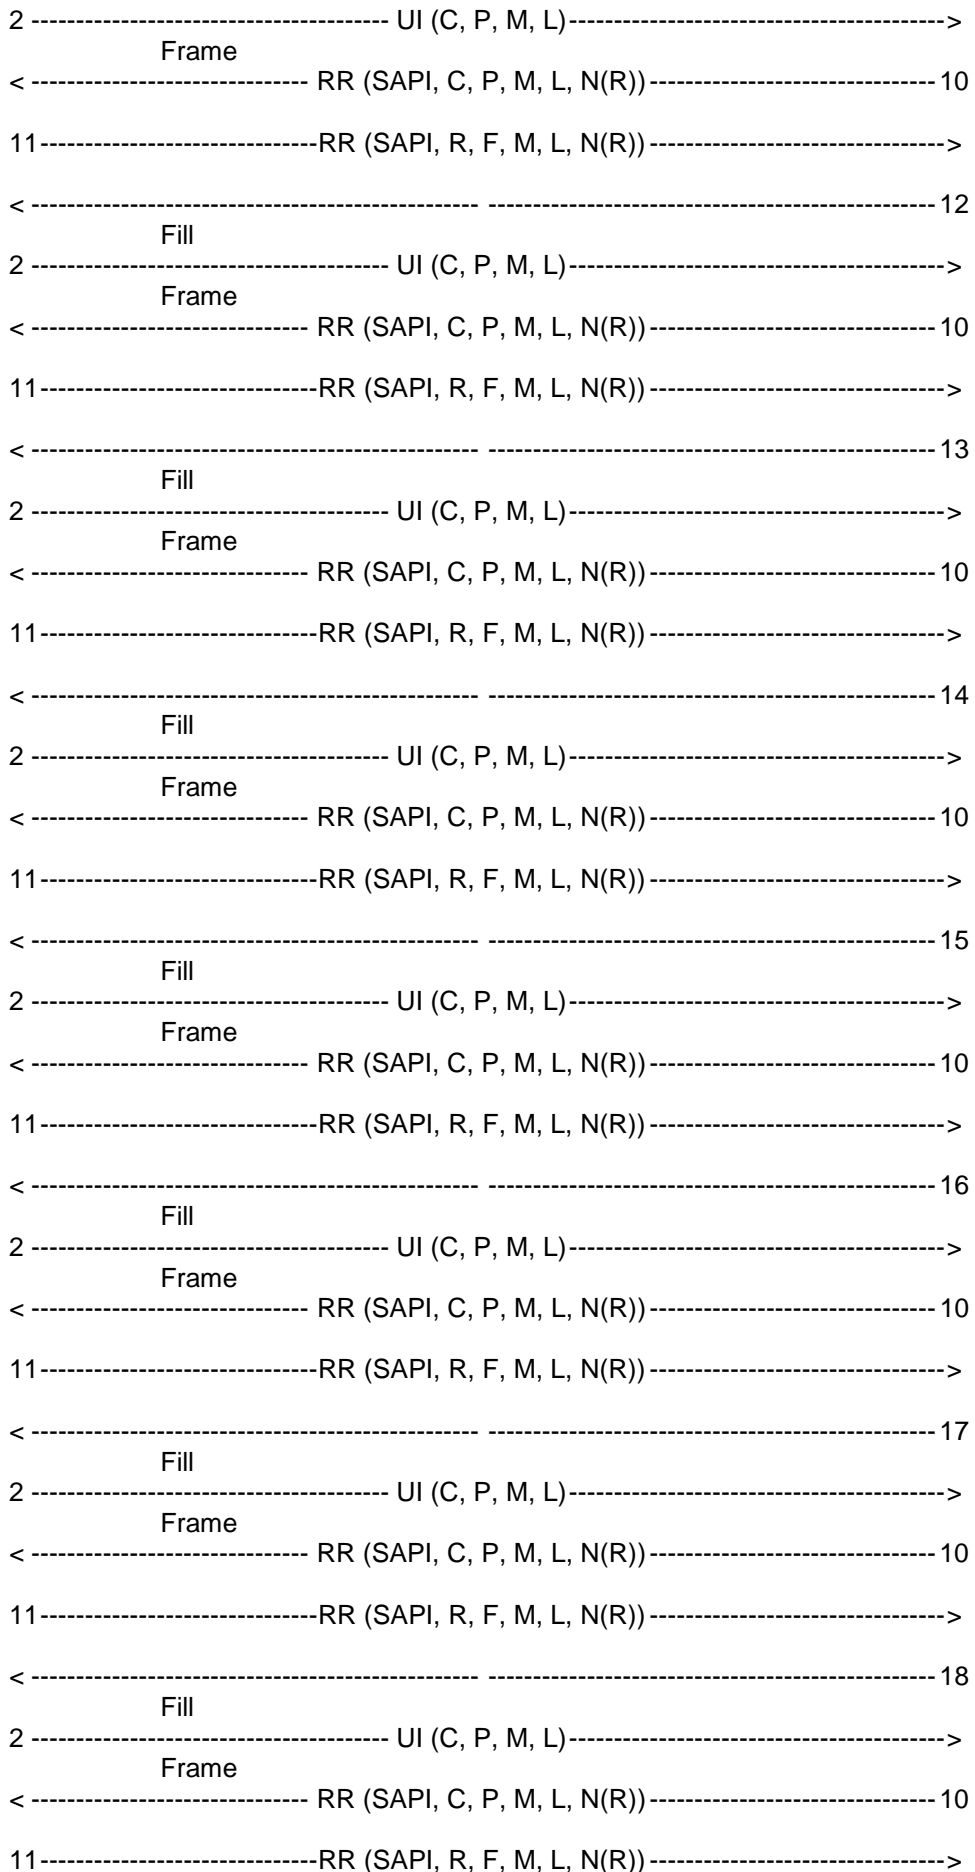 2 ---------------------------------------- UI (C, P, M, L)------------------------------------------>
Frame
< ------------------------------- RR (SAPI, C, P, M, L, N(R))-------------------------------- 10
11-------------------------------RR (SAPI, R, F, M, L, N(R)) --------------------------------->
< -------------------------------------------------- -------------------------------------------------- 12
Fill
2 ---------------------------------------- UI (C, P, M, L)------------------------------------------>
Frame
< ------------------------------- RR (SAPI, C, P, M, L, N(R))-------------------------------- 10
11-------------------------------RR (SAPI, R, F, M, L, N(R)) --------------------------------->
< -------------------------------------------------- -------------------------------------------------- 13
Fill
2 ---------------------------------------- UI (C, P, M, L)------------------------------------------>
Frame
< ------------------------------- RR (SAPI, C, P, M, L, N(R))-------------------------------- 10
11-------------------------------RR (SAPI, R, F, M, L, N(R)) --------------------------------->
< -------------------------------------------------- -------------------------------------------------- 14
Fill
2 ---------------------------------------- UI (C, P, M, L)------------------------------------------>
Frame
< ------------------------------- RR (SAPI, C, P, M, L, N(R))-------------------------------- 10
11-------------------------------RR (SAPI, R, F, M, L, N(R)) --------------------------------->
< -------------------------------------------------- -------------------------------------------------- 15
Fill
2 ---------------------------------------- UI (C, P, M, L)------------------------------------------>
Frame
< ------------------------------- RR (SAPI, C, P, M, L, N(R))-------------------------------- 10
11-------------------------------RR (SAPI, R, F, M, L, N(R)) --------------------------------->
< -------------------------------------------------- -------------------------------------------------- 16
Fill
2 ---------------------------------------- UI (C, P, M, L)------------------------------------------>
Frame
< ------------------------------- RR (SAPI, C, P, M, L, N(R))-------------------------------- 10
11-------------------------------RR (SAPI, R, F, M, L, N(R)) --------------------------------->
< -------------------------------------------------- -------------------------------------------------- 17
Fill
2 ---------------------------------------- UI (C, P, M, L)------------------------------------------>
Frame
< ------------------------------- RR (SAPI, C, P, M, L, N(R))-------------------------------- 10
11-------------------------------RR (SAPI, R, F, M, L, N(R)) --------------------------------->
< -------------------------------------------------- -------------------------------------------------- 18
Fill
2 ---------------------------------------- UI (C, P, M, L)------------------------------------------>
Frame
< ------------------------------- RR (SAPI, C, P, M, L, N(R))-------------------------------- 10
11-------------------------------RR (SAPI, R, F, M, L, N(R)) --------------------------------->